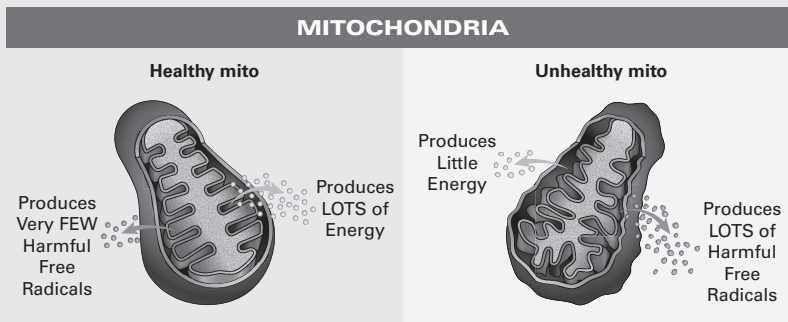 MITOCHONDRIA
Healthy mito
Produces
Very FEW
Harmful
Free
Radicals
Produces
LOTS of
Energy
Unhealthy mito
Produces
Little
Energy
Produces
LOTS of
Harmful
Free
Radicals